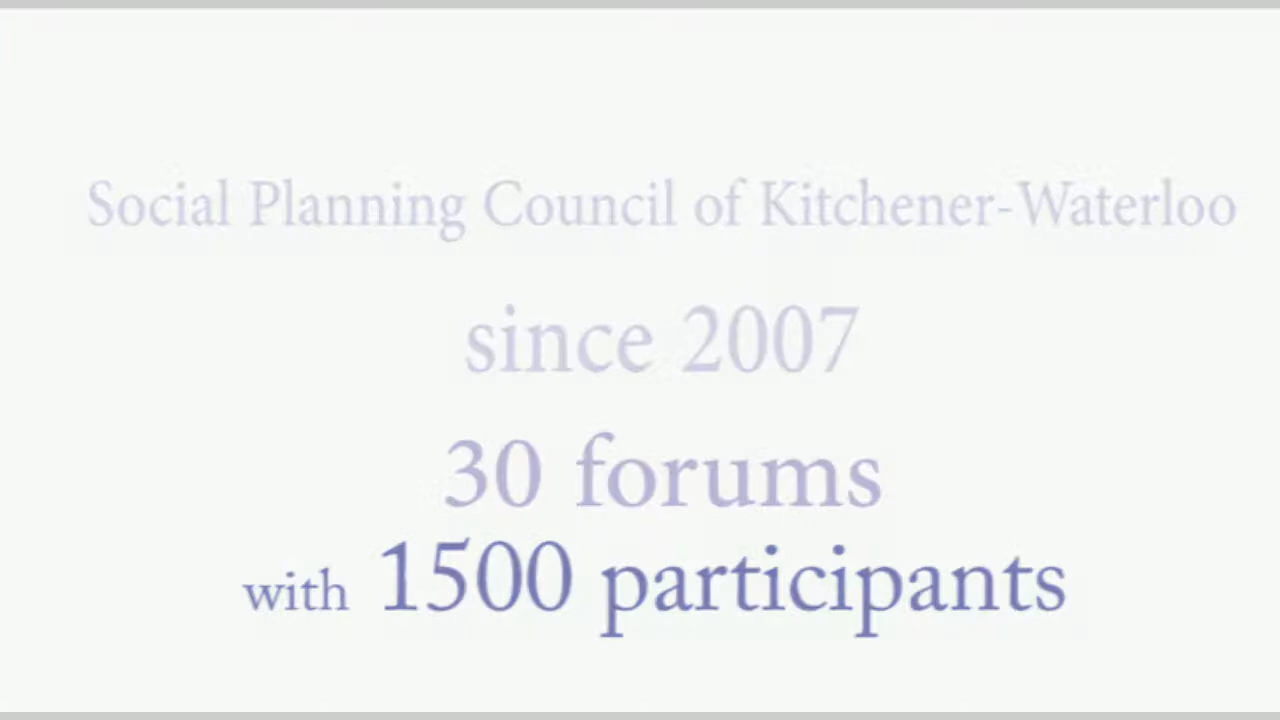 Social Planning Council of Kitchener-Waterloo
since 2007
30 forums
with 1500 participants